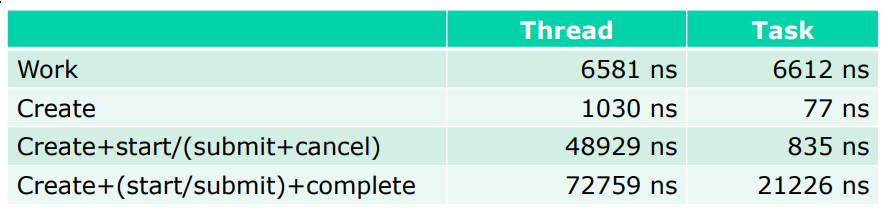 Thread Task
Work 6581 ns 6612 ns
Create 1030 ns 77 ns
Create+start/(submit+cancel) 48929 ns 835 ns
Create+(start/submit)+complete 72759 ns 21226 ns